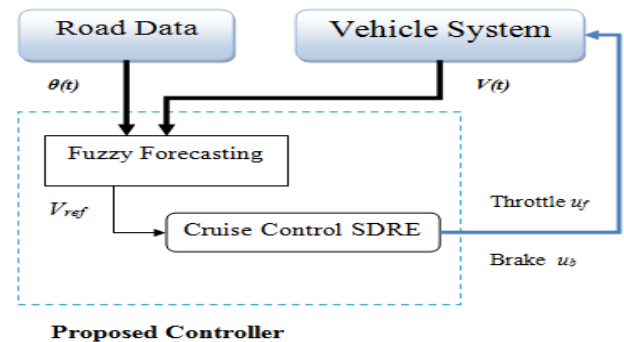 Road Data
Vehicle System
θ(t)
V(t)
Fuzzy Forecasting
Vref
Cruise Control SDRE
Throttle uf
Brake ub
Proposed Controller